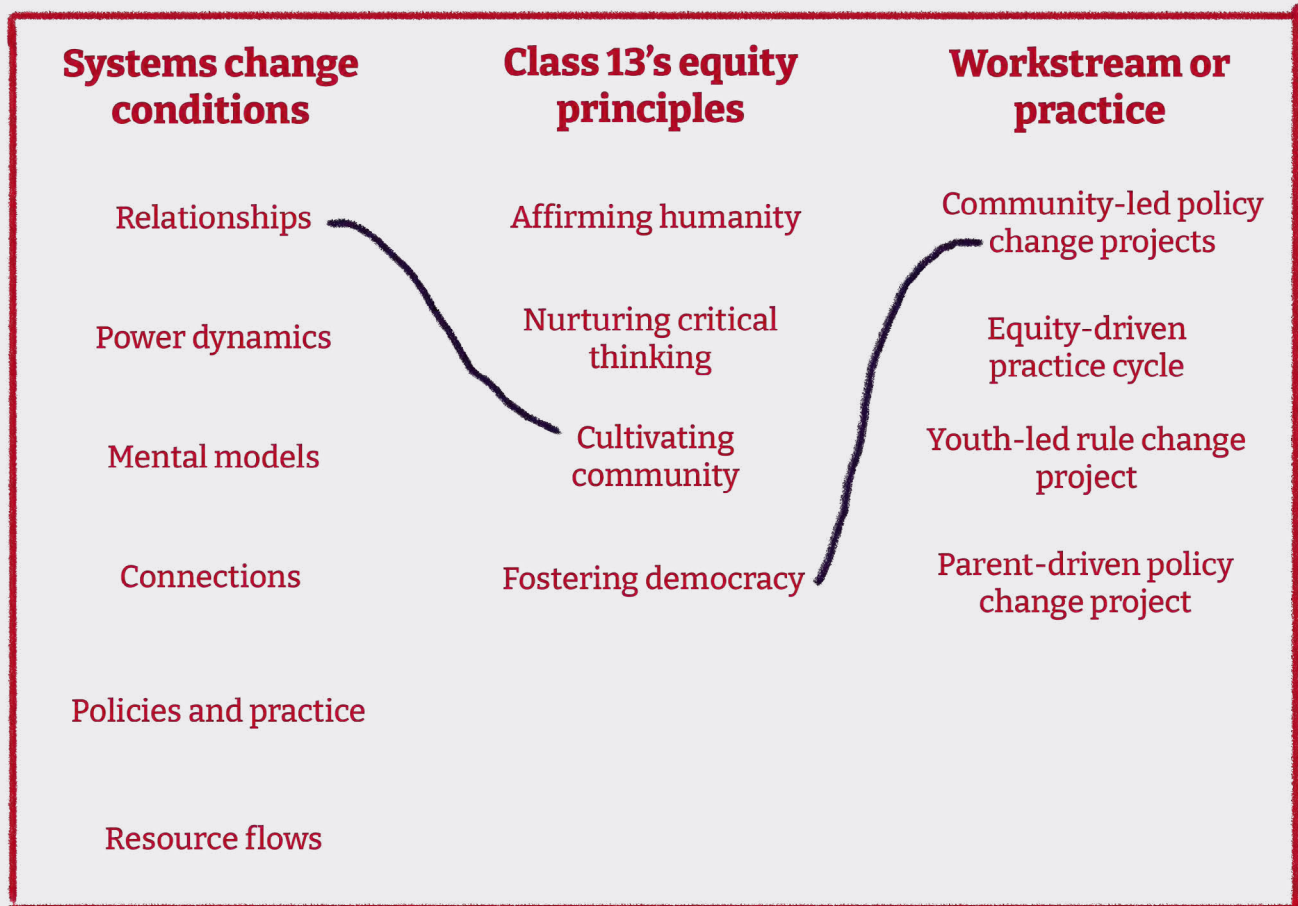 Systems change
conditions
Relationships
Power dynamics
Mental models
Connections
Policies and practice
Resource flows
Class 13’s equity
principles
Affirming humanity
Nurturing critical
thinking
Cultivating
community
Fostering democracy
Workstream or
practice
Community-led policy
change projects
Equity-driven
practice cycle
Youth-led rule change
project
Parent-driven policy
change project